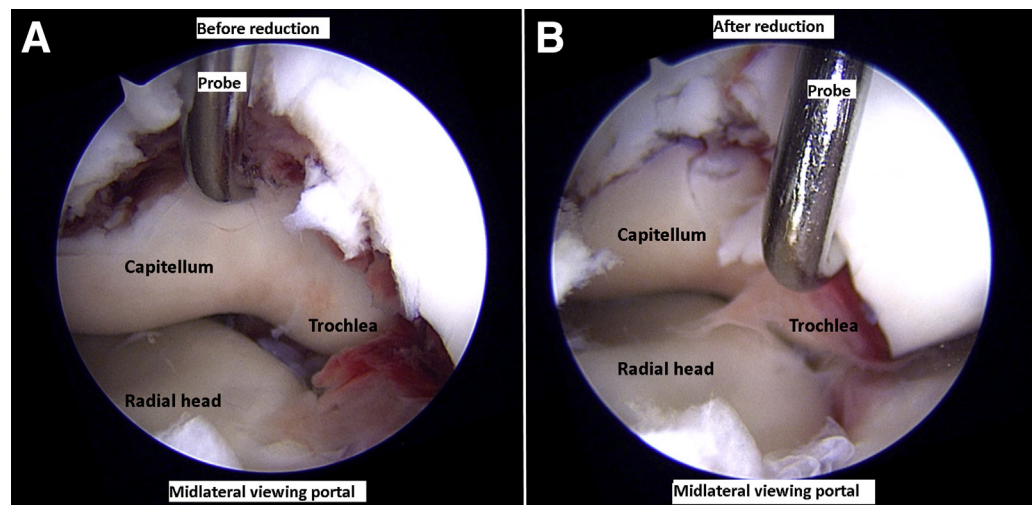 A
Before reduction
Probe
Capitellum
Trochlea
Radial head
Midlateral viewing portal
B
After reduction
Probe
Capitellum
Trochlea
Radial head
Midlateral viewing portal